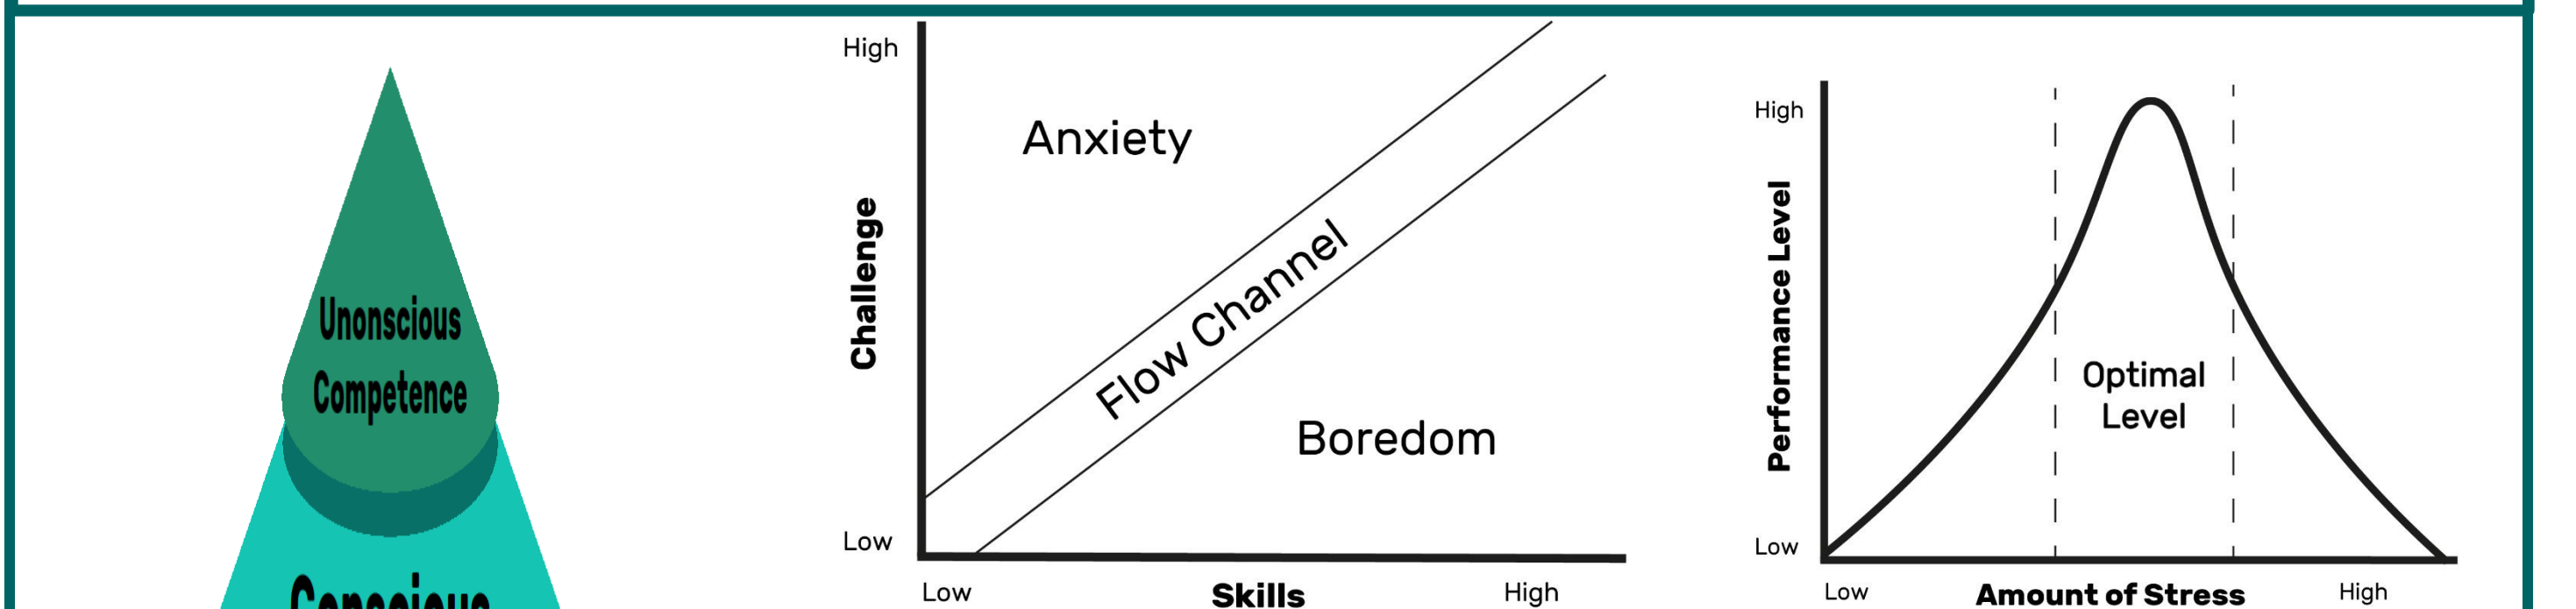 Unonscious
Competence
Conscious
High
Anxiety
Challenge
Flow Channel
Boredom
Low
Low
Skills
High
High
Performance Level
Optimal
Level
Low
Low
Amount of Stress
High